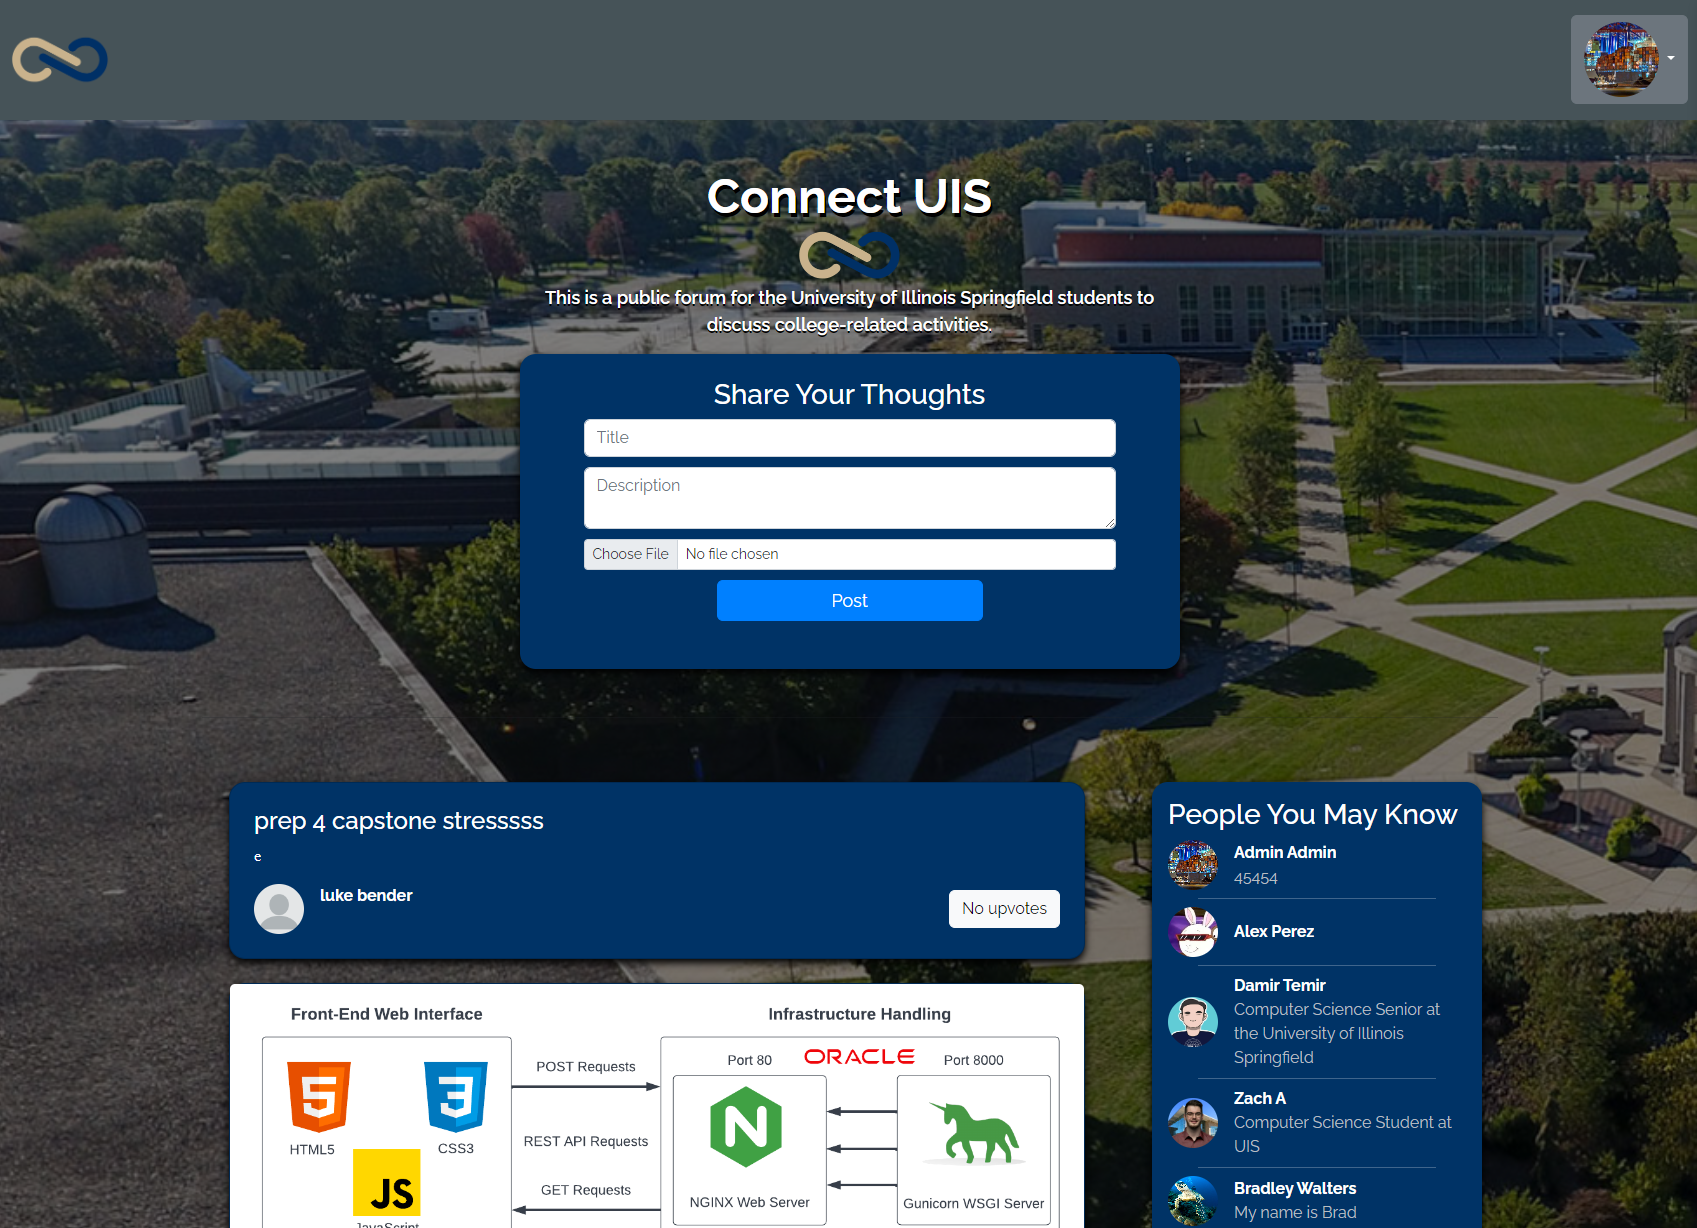 Connect UIS
This is a public forum for the University of Illinois Springfield students to
discuss college-related activities.
Share Your Thoughts
Title
Description
Choose File No file chosen
Post
prep 4 capstone stresssss
e
luke bender
No upvotes
Front-End Web Interface
Infrastructure Handling
HTML5
CSS3
JS
JavaScript
POST Requests
REST API Requests
GET Requests
Port 80
ORACLE
Port 8000
N
NGINX Web Server
Gunicorn WSGI Server
People You May Know
Admin Admin
45454
Alex Perez
Damir Temir
Computer Science Senior at
the University of Illinois
Springfield
Zach A
Computer Science Student at
UIS
Bradley Walters
My name is Brad